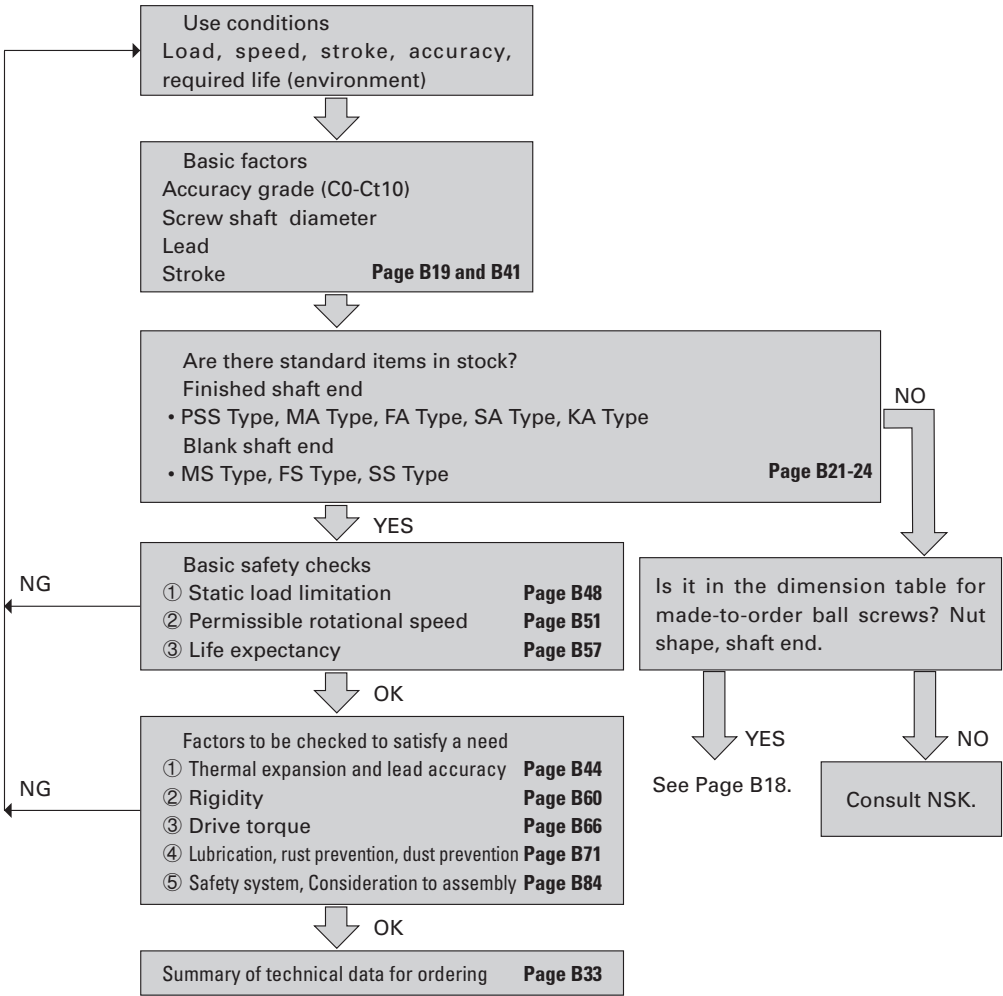 Use conditions
Load, speed, stroke, accuracy,
required life (environment)
Basic factors
Accuracy grade (C0-Ct10)
Screw shaft diameter
Lead
Stroke Page B19 and B41
Are there standard items in stock?
Finished shaft end
• PSS Type, MA Type, FA Type, SA Type, KA Type
Blank shaft end
• MS Type, FS Type, SS Type Page B21-24
NO
YES
Basic safety checks
① Static load limitation Page B48
② Permissible rotational speed Page B51
③ Life expectancy Page B57
NG
Is it in the dimension table for
made-to-order ball screws? Nut
shape, shaft end.
OK
YES
NO
See Page B18.
Consult NSK.
Factors to be checked to satisfy a need
① Thermal expansion and lead accuracy Page B44
② Rigidity Page B60
③ Drive torque Page B66
④ Lubrication, rust prevention, dust prevention Page B71
⑤ Safety system, Consideration to assembly Page B84
NG
OK
Summary of technical data for ordering Page B33